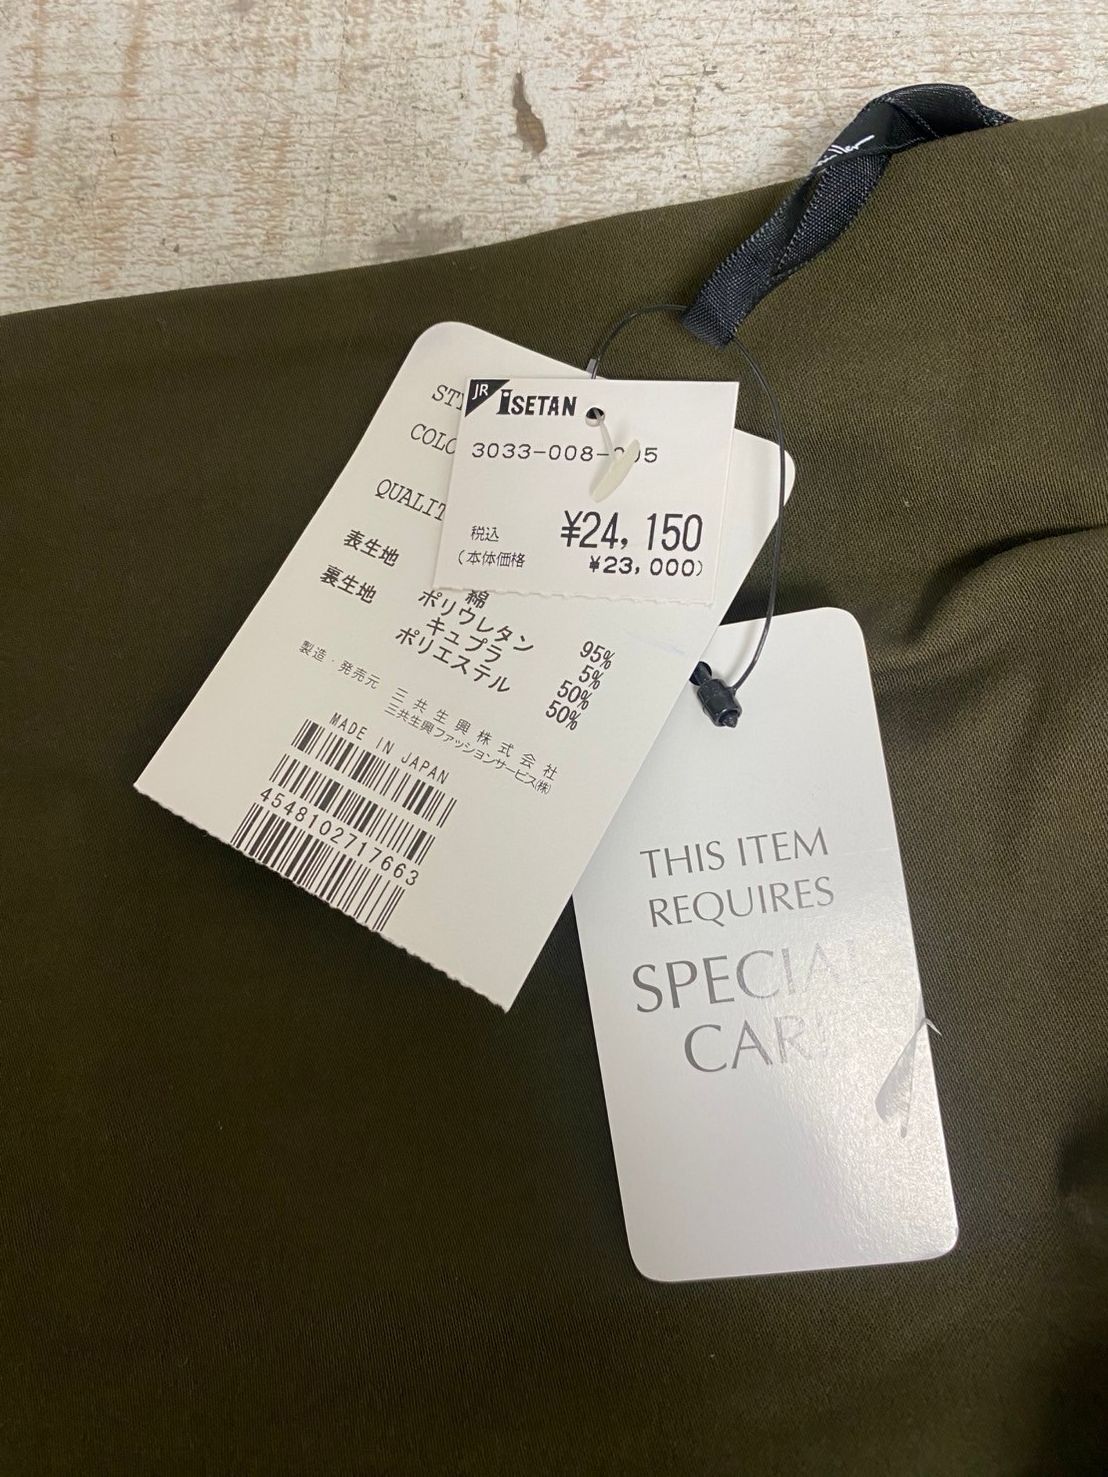 JR ISETAN
3033-008-
税込 ¥24,150
(本体価格 ¥23,000)
表生地 綿 95%
ポリウレタン 5%
裏生地 キュプラ 50%
ポリエステル 50%
製造・発売元 三共生興株式会社
三共生興ファッションサービス(株)
MADE IN JAPAN
4548102717663
THIS ITEM
REQUIRES
SPECIAL
CARE